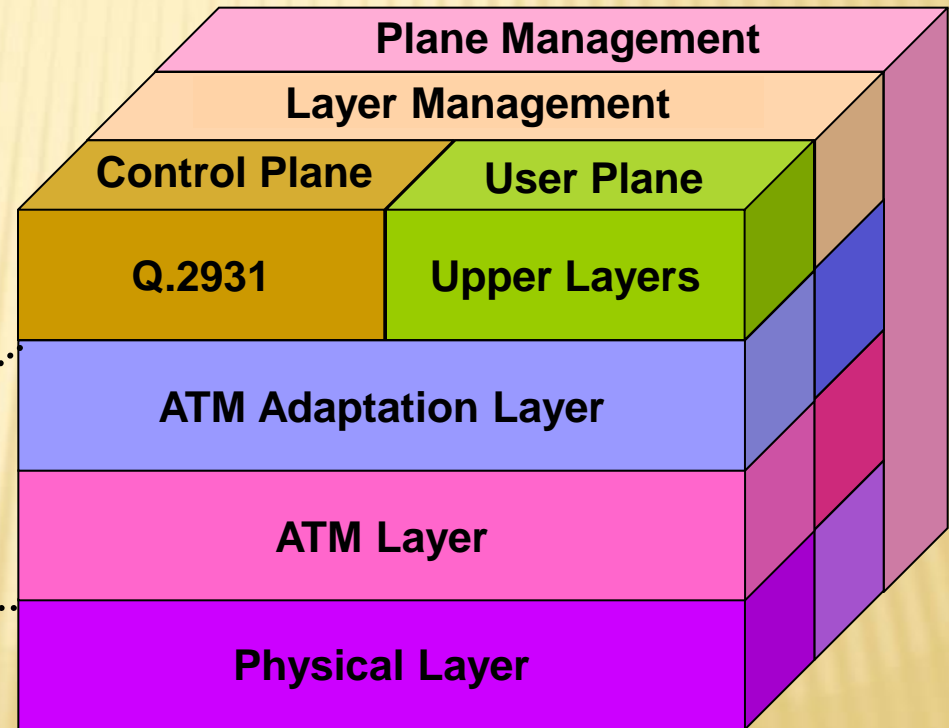 Plane Management
Layer Management
Control Plane
User Plane
Q.2931
Upper Layers
ATM Adaptation Layer
ATM Layer
Physical Layer